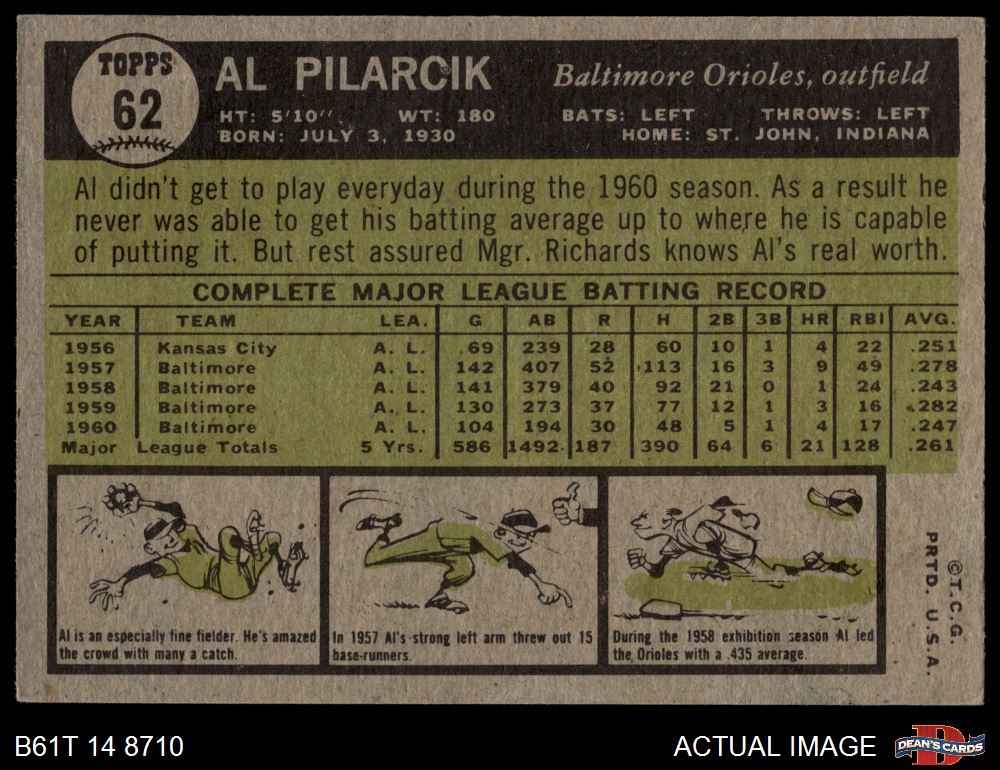 TOPPS
62
AL PILARCIK
Baltimore Orioles, outfield
HT: 5'10" WT: 180 BATS: LEFT THROWS: LEFT
BORN: JULY 3, 1930 HOME: ST. JOHN, INDIANA
Al didn't get to play everyday during the 1960 season. As a result he
never was able to get his batting average up to where he is capable
of putting it. But rest assured Mgr. Richards knows Al's real worth.
COMPLETE MAJOR LEAGUE BATTING RECORD
YEAR TEAM LEA. G AB R H 2B 3B HR RBI AVG.
1956 Kansas City A. L. 69 239 28 60 10 1 4 22 .251
1957 Baltimore A. L. 142 407 52 113 16 3 9 49 .278
1958 Baltimore A. L. 141 379 40 92 21 0 1 24 .243
1959 Baltimore A. L. 130 273 37 77 12 1 3 16 .282
1960 Baltimore A. L. 104 194 30 48 5 1 4 17 .247
Major League Totals 5 Yrs. 586 1492 187 390 64 6 21 128 .261
Al is an especially fine fielder. He's amazed
the crowd with many a catch.
In 1957 Al's strong left arm threw out 15
base-runners.
During the 1958 exhibition season Al led
the Orioles with a .435 average.
©T.C.G.
PRTD. U.S.A.
B61T 14 8710
ACTUAL IMAGE
D
DEAN'S CARDS